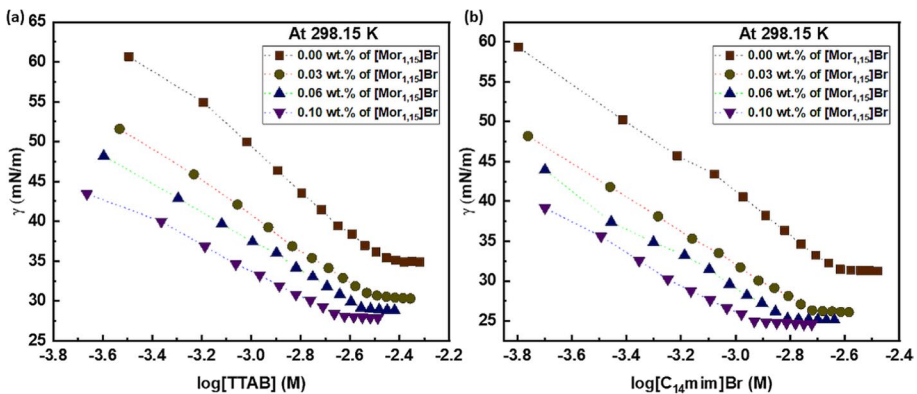 (a)
At 298.15 K
0.00 wt.% of [Mor1,15]Br
0.03 wt.% of [Mor1,15]Br
0.06 wt.% of [Mor1,15]Br
0.10 wt.% of [Mor1,15]Br
γ (mN/m)
65
60
55
50
45
40
35
30
25
-3.8 -3.6 -3.4 -3.2 -3.0 -2.8 -2.6 -2.4 -2.2
log[TTAB] (M)
(b)
At 298.15 K
0.00 wt.% of [Mor1,15]Br
0.03 wt.% of [Mor1,15]Br
0.06 wt.% of [Mor1,15]Br
0.10 wt.% of [Mor1,15]Br
γ (mN/m)
60
55
50
45
40
35
30
25
-3.8 -3.6 -3.4 -3.2 -3.0 -2.8 -2.6 -2.4
log[C14mim]Br (M)